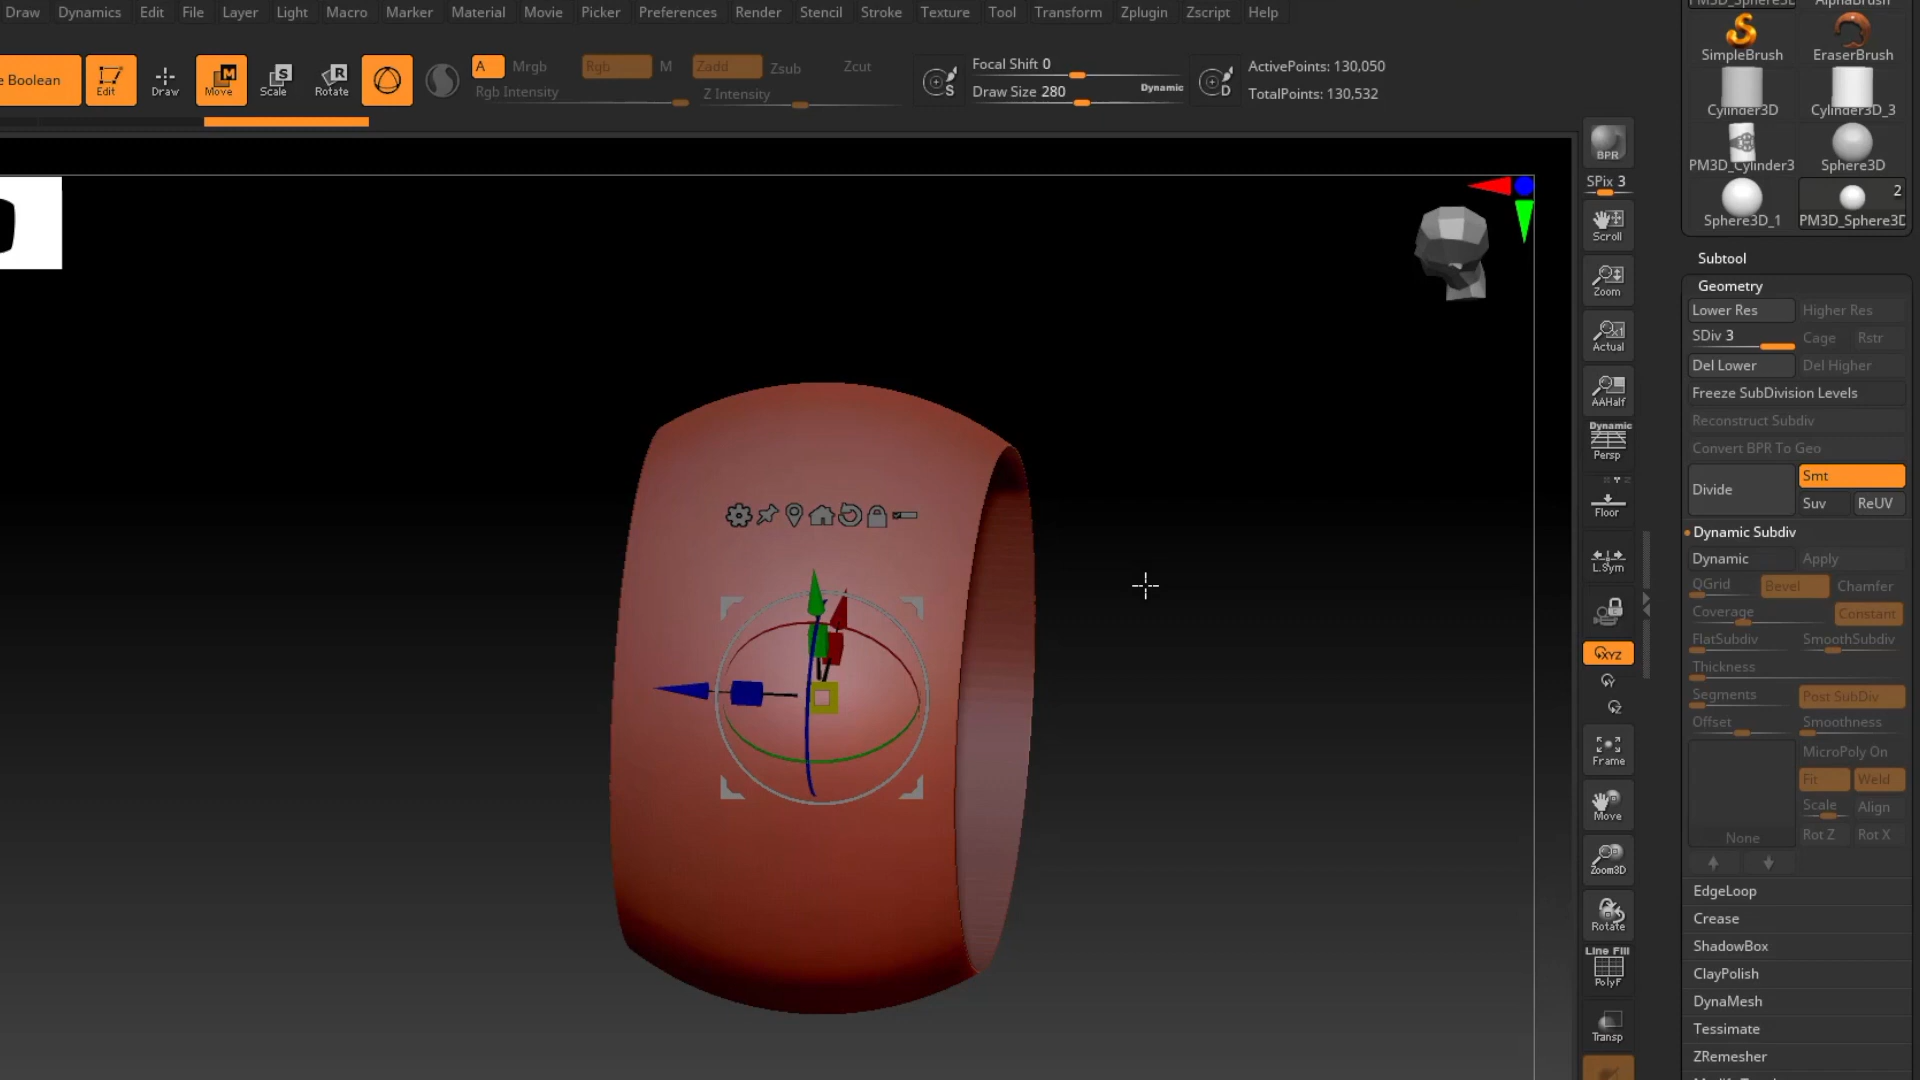 Draw Dynamics Edit File Layer Light Macro Marker Material Movie Picker Preferences Render Stencil Stroke Texture Tool Transform Zplugin Zscript Help
e Boolean
Edit
Draw
M
Move
S
Scale
R
Rotate
A Mrgb
Rgb M
Zadd Zsub Zcut
Rgb Intensity
Z Intensity
S
Focal Shift 0
Draw Size 280
Dynamic
D
ActivePoints: 130,050
TotalPoints: 130,532
BPR
SPix 3
Scroll
Zoom
Actual
AAHalf
Dynamic
Persp
Floor
L.Sym
XYZ
Frame
Move
Zoom3D
Rotate
Line Fill
PolyF
Transp
SimpleBrush EraserBrush
Cylinder3D Cylinder3D_3
PM3D_Cylinder3 Sphere3D
2
Sphere3D_1 PM3D_Sphere3D
Subtool
Geometry
Lower Res Higher Res
SDiv 3 Cage Rstr
Del Lower Del Higher
Freeze SubDivision Levels
Reconstruct Subdiv
Convert BPR To Geo
Divide
Smt
Suv ReUV
Dynamic Subdiv
Dynamic Apply
QGrid Bevel Chamfer
Coverage Constant
FlatSubdiv SmoothSubdiv
Thickness
Segments Post SubDiv
Offset Smoothness
MicroPoly On
Fit Weld
Scale Align
None Rot Z Rot X
EdgeLoop
Crease
ShadowBox
ClayPolish
DynaMesh
Tessimate
ZRemesher